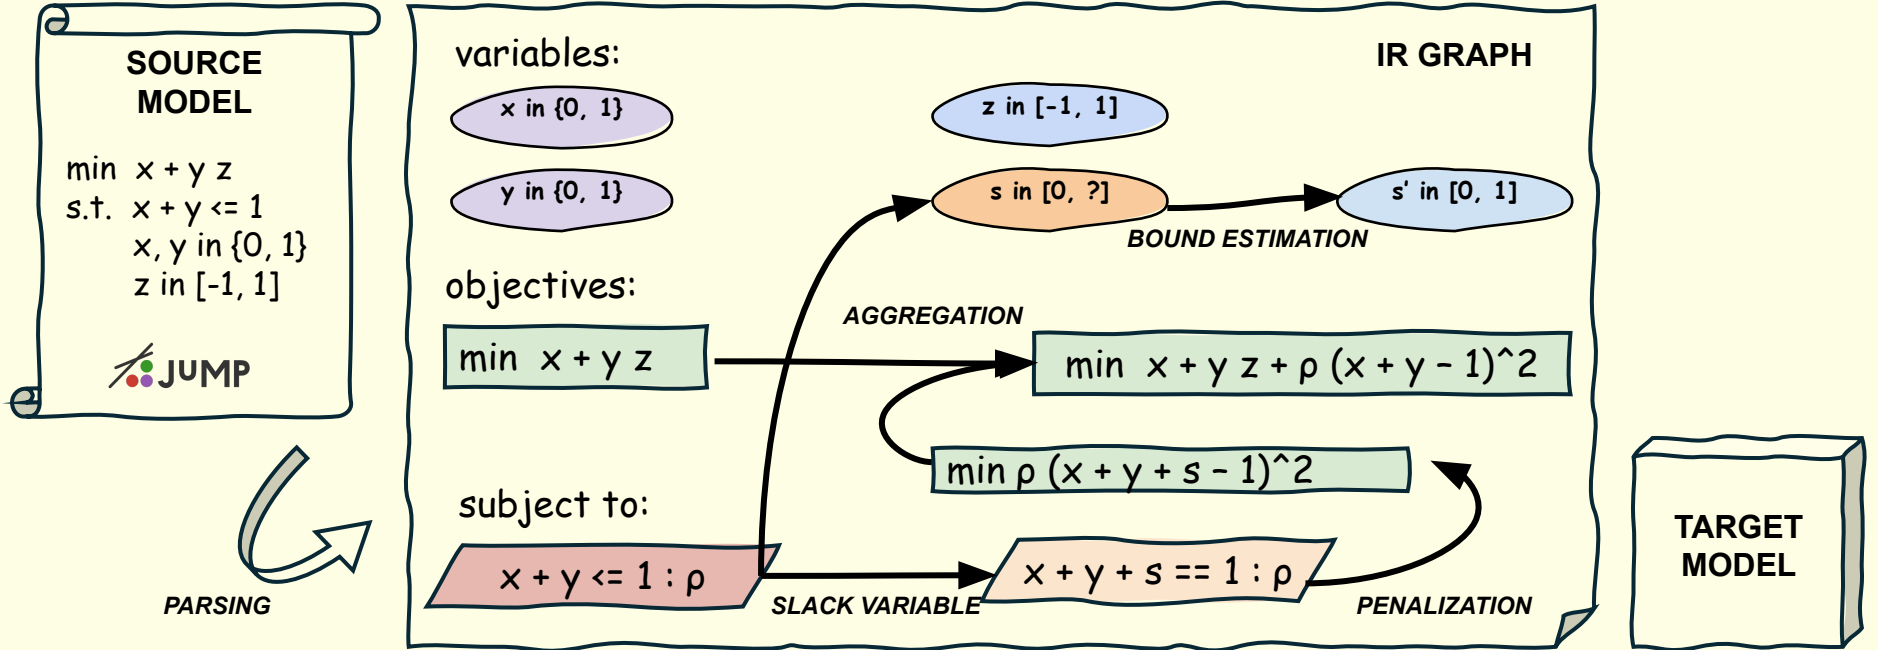 SOURCE
MODEL
min x + y z
s.t. x + y <= 1
x, y in {0, 1}
z in [-1, 1]
JUMP
PARSING
variables:
IR GRAPH
x in {0, 1}
z in [-1, 1]
y in {0, 1}
s in [0, ?]
s' in [0, 1]
BOUND ESTIMATION
objectives:
AGGREGATION
min x + y z
min x + y z + ρ (x + y - 1)^2
min ρ (x + y + s - 1)^2
subject to:
x + y <= 1 : ρ
x + y + s == 1 : ρ
SLACK VARIABLE
PENALIZATION
TARGET
MODEL